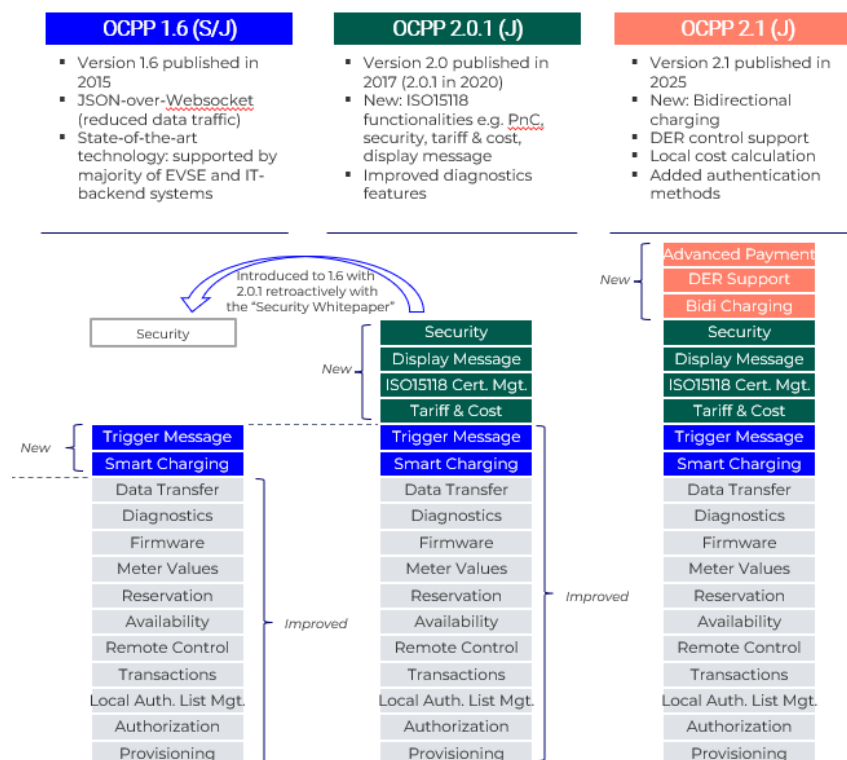 OCPP 1.6 (S/J)
Version 1.6 published in
2015
JSON-over-Websocket
(reduced data traffic)
State-of-the-art
technology: supported by
majority of EVSE and IT-
backend systems
OCPP 2.0.1 (J)
Version 2.0 published in
2017 (2.0.1 in 2020)
New: ISO15118
functionalities e.g. PnC,
security, tariff & cost,
display message
Improved diagnostics
features
OCPP 2.1 (J)
Version 2.1 published in
2025
New: Bidirectional
charging
DER control support
Local cost calculation
Added authentication
methods
Introduced to 1.6 with
2.0.1 retroactively with
the "Security Whitepaper"
Security
New
Trigger Message
Smart Charging
Data Transfer
Diagnostics
Firmware
Meter Values
Reservation
Availability
Remote Control
Transactions
Local Auth. List Mgt.
Authorization
Provisioning
Improved
New
Security
Display Message
ISO15118 Cert. Mgt.
Tariff & Cost
Trigger Message
Smart Charging
Data Transfer
Diagnostics
Firmware
Meter Values
Reservation
Availability
Remote Control
Transactions
Local Auth. List Mgt.
Authorization
Provisioning
Improved
New
Advanced Payment
DER Support
Bidi Charging
Security
Display Message
ISO15118 Cert. Mgt.
Tariff & Cost
Trigger Message
Smart Charging
Data Transfer
Diagnostics
Firmware
Meter Values
Reservation
Availability
Remote Control
Transactions
Local Auth. List Mgt.
Authorization
Provisioning